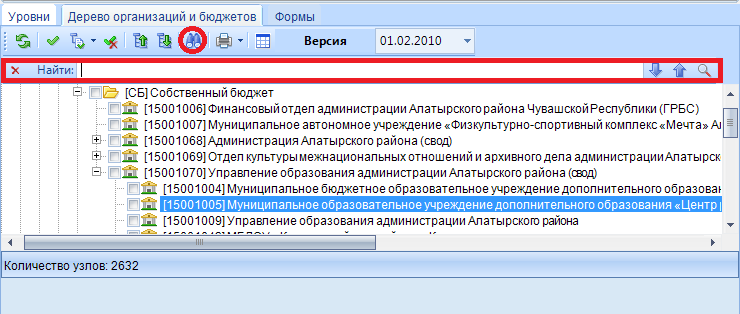 Уровни Дерево организаций и бюджетов Формы
Версия 01.02.2010
Найти:
[СБ] Собственный бюджет
[15001006] Финансовый отдел администрации Алатырского района Чувашской Республики (ГРБС)
[15001007] Муниципальное автономное учреждение «Физкультурно-спортивный комплекс «Мечта» Ал
[15001068] Администрация Алатырского района (свод)
[15001069] Отдел культуры межнациональных отношений и архивного дела администрации Алатырско
[15001070] Управление образования администрации Алатырского района (свод)
[15001004] Муниципальное бюджетное образовательное учреждение дополнительного образован
[15001005] Муниципальное образовательное учреждение дополнительного образования «Центр р
[15001009] Управление образования администрации Алатырского района
Количество узлов: 2632